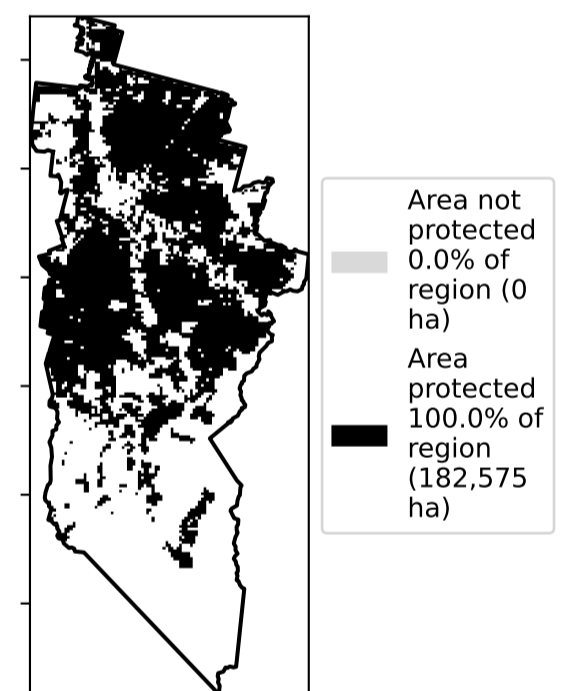 Area not
protected
0.0% of
region (0
ha)
Area
protected
100.0% of
region
(182,575
ha)